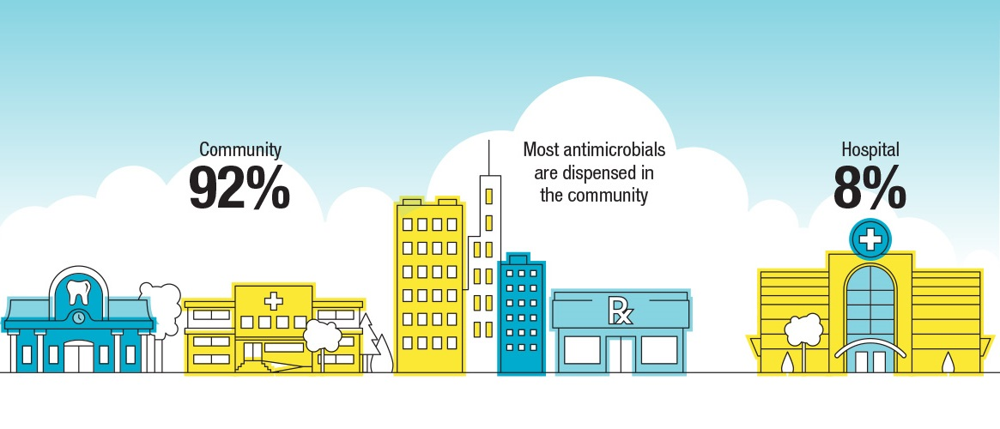 Community
92%
Most antimicrobials
are dispensed in
the community
Hospital
8%
Rx